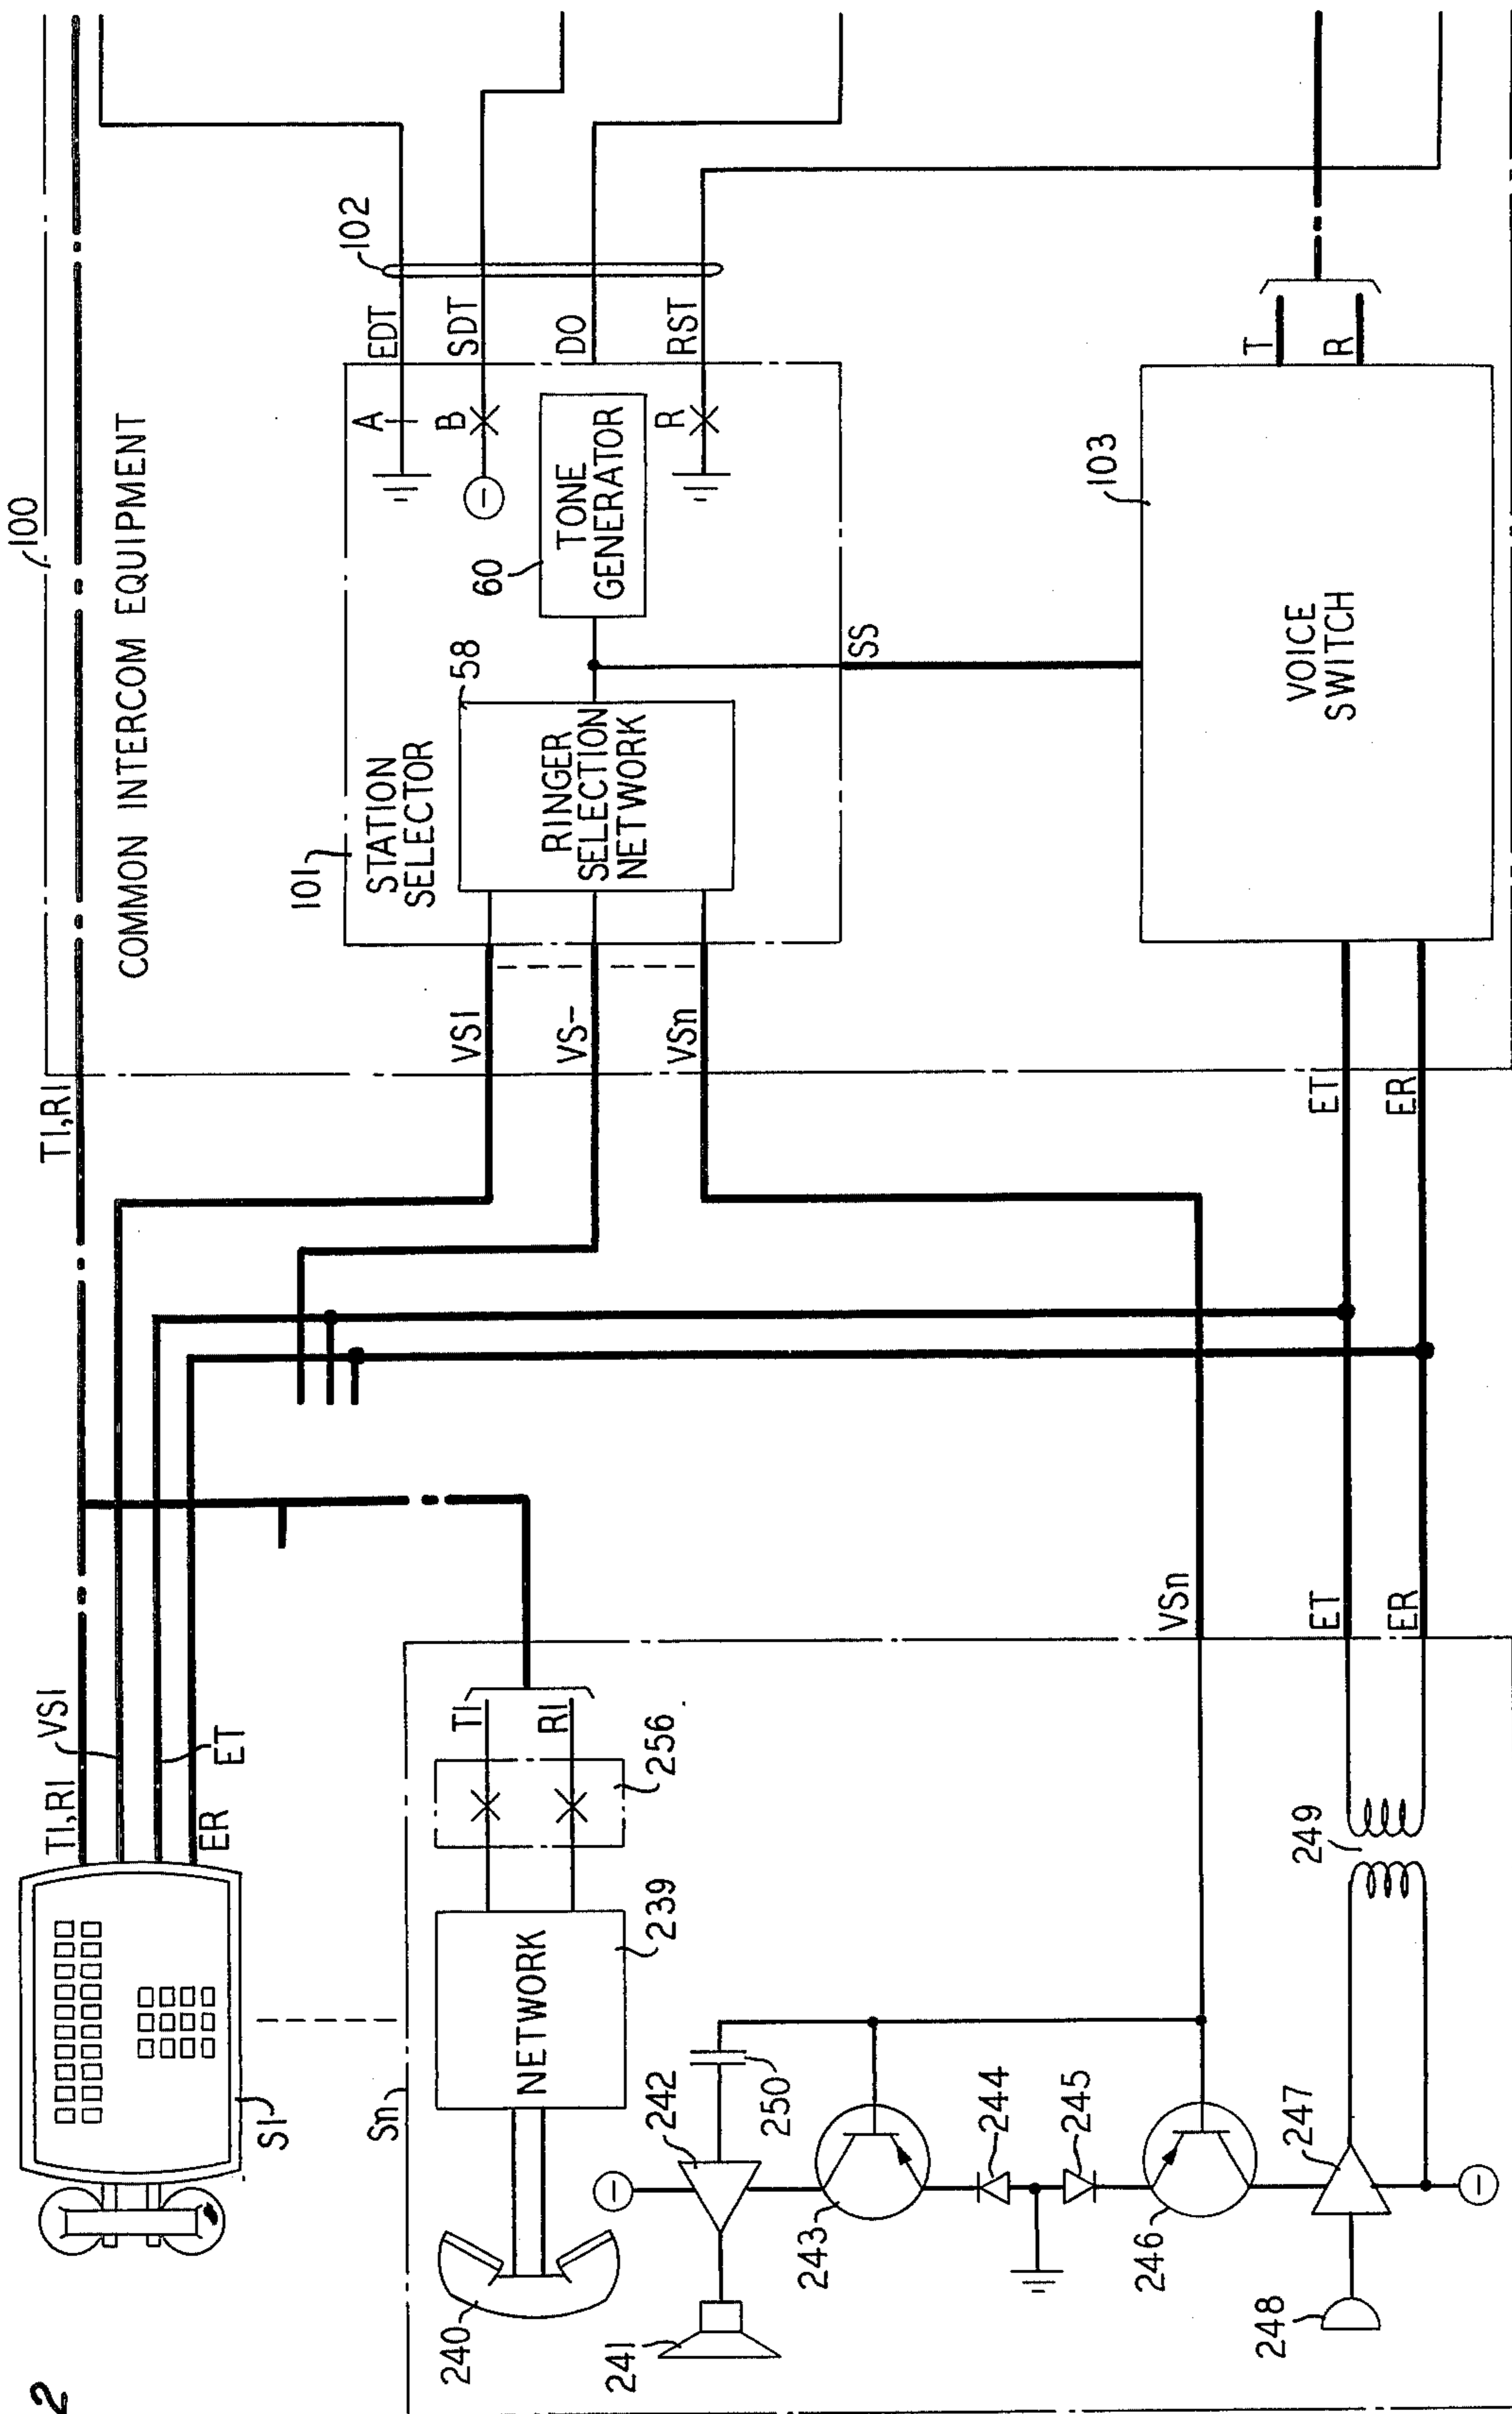 2
100
COMMON INTERCOM EQUIPMENT
T1,R1
T1,R1
VS1
ET
ER
S1
101
STATION
SELECTOR
58
RINGER
SELECTION
NETWORK
60
TONE
GENERATOR
A
B
R
EDT
SDT
DO
RST
102
VS1
VS-
VSn
SS
103
VOICE
SWITCH
T
R
ET
ER
Sn
T1
R1
256
239
NETWORK
240
241
242
250
243
244
245
246
247
248
249
VSn
ET
ER